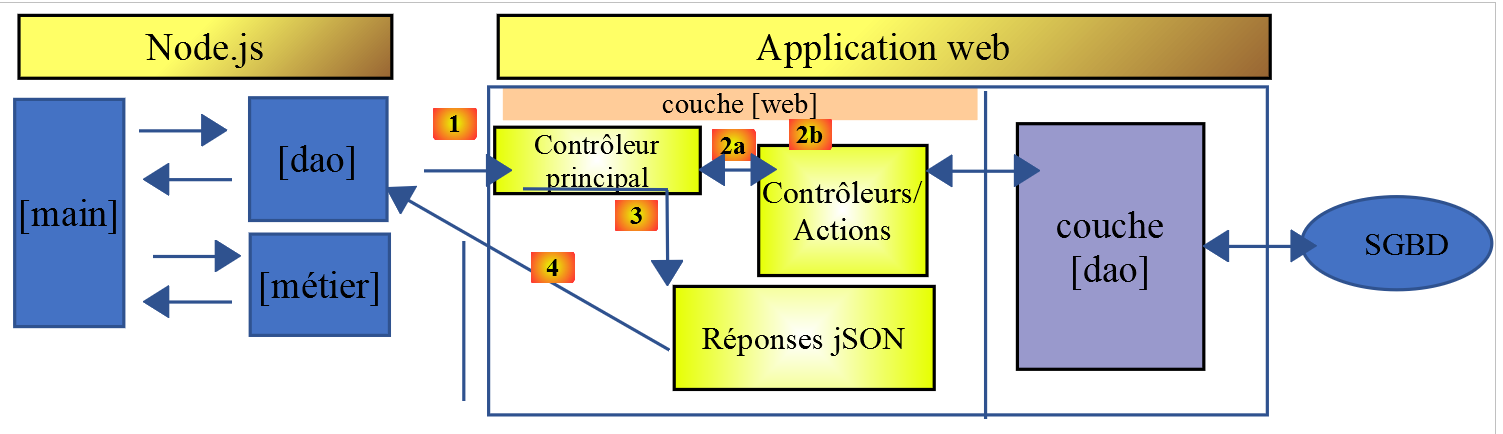 Node.js
Application web
couche [web]
[main]
[dao]
[métier]
1
Contrôleur
principal
2a
2b
Contrôleurs/
Actions
3
4
Réponses jSON
couche
[dao]
SGBD